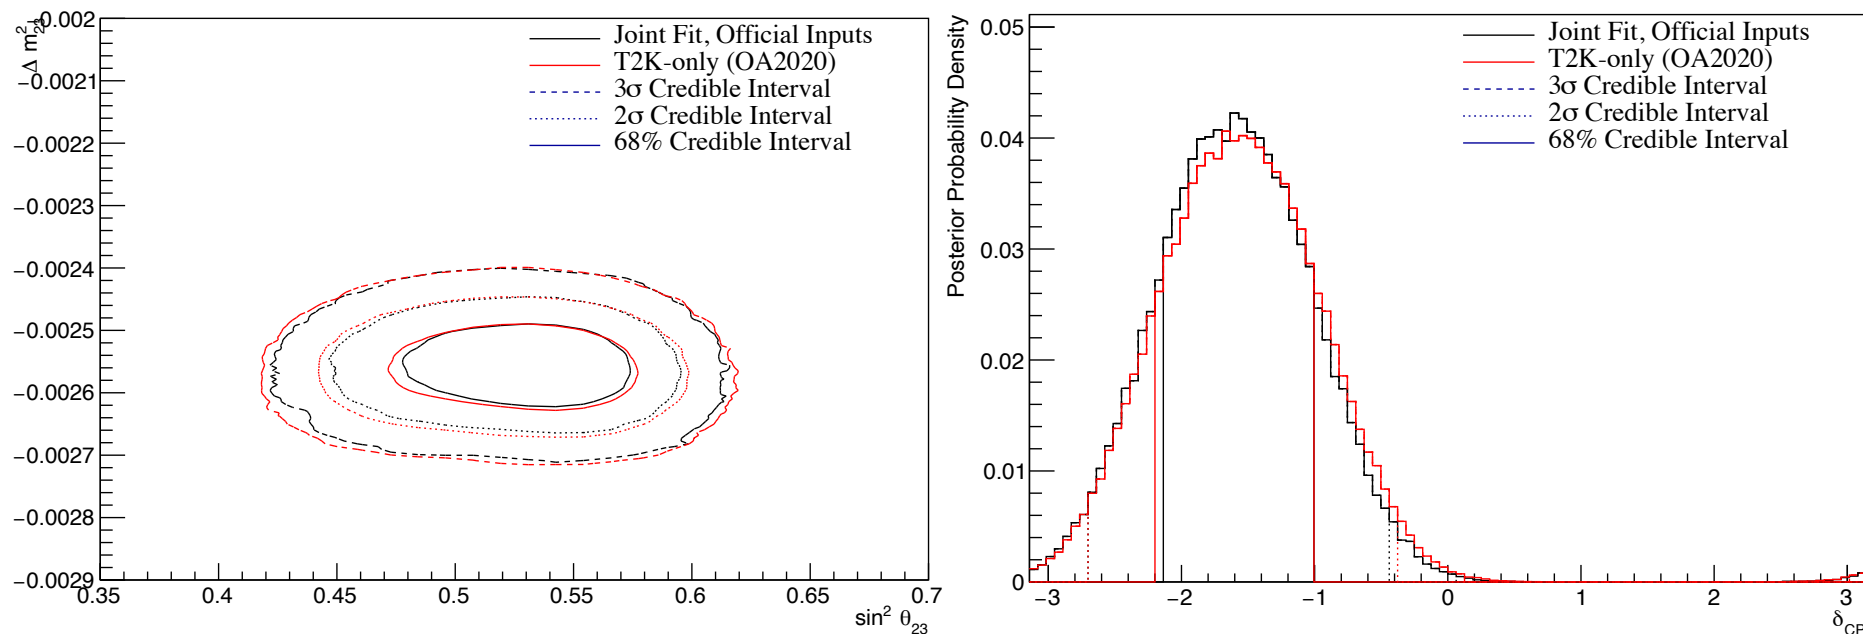 Δ m²₂₃
−0.002
−0.0021
−0.0022
−0.0023
−0.0024
−0.0025
−0.0026
−0.0027
−0.0028
−0.0029
Joint Fit, Official Inputs
T2K-only (OA2020)
3σ Credible Interval
2σ Credible Interval
68% Credible Interval
0.35 0.4 0.45 0.5 0.55 0.6 0.65 0.7
sin² θ₂₃
Posterior Probability Density
0.05
0.04
0.03
0.02
0.01
0
Joint Fit, Official Inputs
T2K-only (OA2020)
3σ Credible Interval
2σ Credible Interval
68% Credible Interval
−3 −2 −1 0 1 2 3
δ_CP